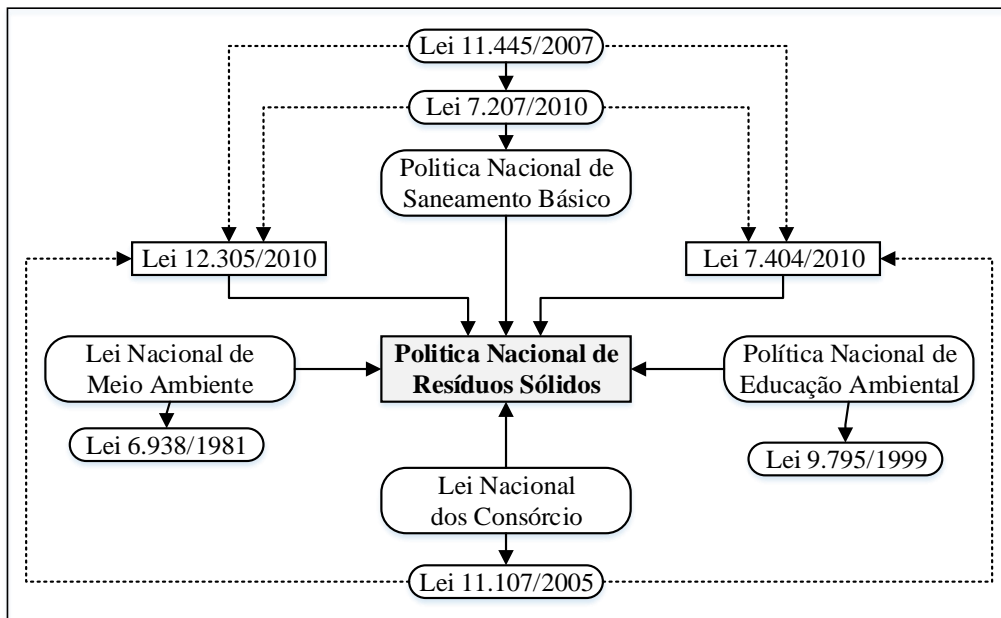 Lei 11.445/2007
Lei 7.207/2010
Politica Nacional de
Saneamento Básico
Lei 12.305/2010
Lei 7.404/2010
Lei Nacional de
Meio Ambiente
Politica Nacional de
Resíduos Sólidos
Política Nacional de
Educação Ambiental
Lei 6.938/1981
Lei 9.795/1999
Lei Nacional
dos Consórcio
Lei 11.107/2005